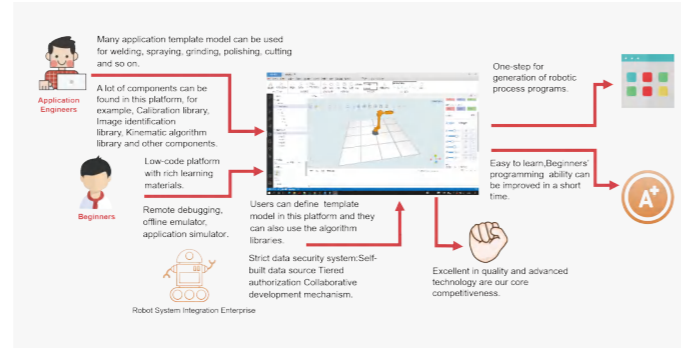 Many application template model can be used
for welding, spraying, grinding, polishing, cutting
and so on.
Application
Engineers
A lot of components can be
found in this platform, for
example, Calibration library,
Image identification
library, Kinematic algorithm
library and other components.
Low-code platform
with rich learning
materials.
Beginners
Remote debugging,
offline emulator,
application simulator.
Users can define template
model in this platform and they
can also use the algorithm
libraries.
Strict data security system:Self-
built data source Tiered
authorization Collaborative
development mechanism.
Robot System Integration Enterprise
One-step for
generation of robotic
process programs.
Easy to learn,Beginners'
programming ability can
be improved in a short
time.
A+
Excellent in quality and advanced
technology are our core
competitiveness.